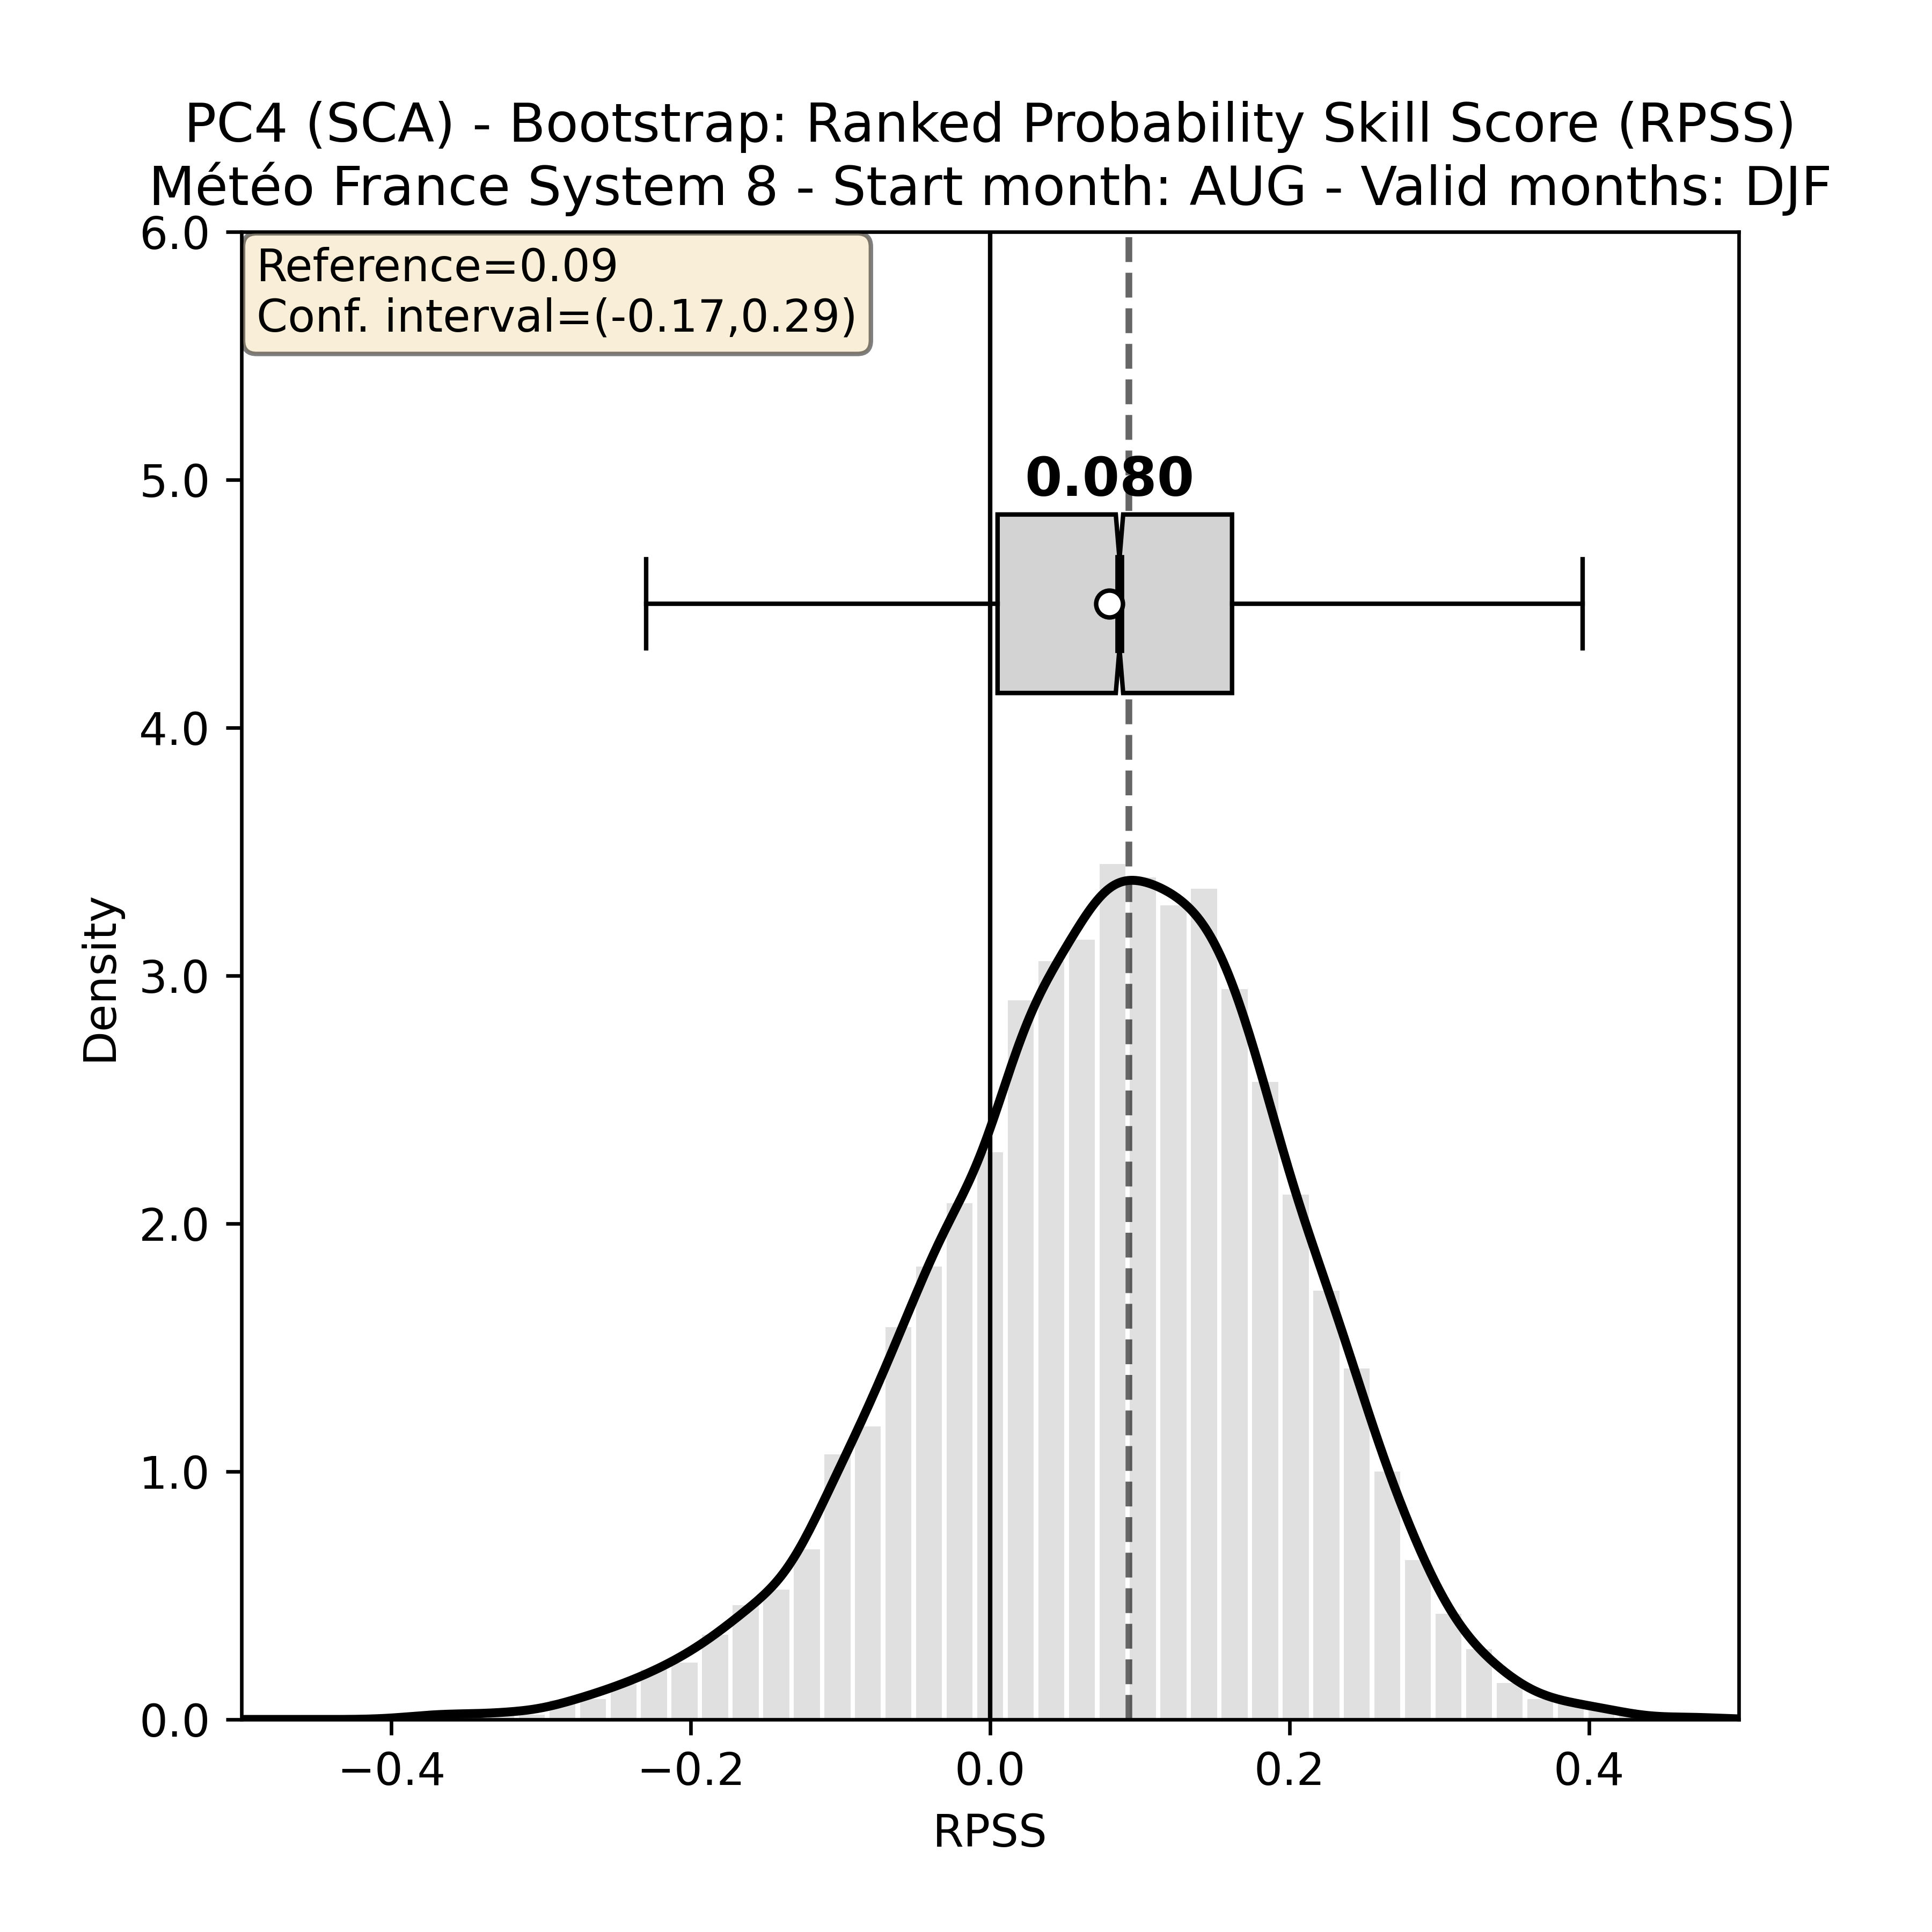 PC4 (SCA) - Bootstrap: Ranked Probability Skill Score (RPSS)
Météo France System 8 - Start month: AUG - Valid months: DJF
6.0
Reference=0.09
Conf. interval=(-0.17,0.29)
0.080
5.0
4.0
3.0
2.0
1.0
0.0
Density
−0.4
−0.2
0.0
0.2
0.4
RPSS